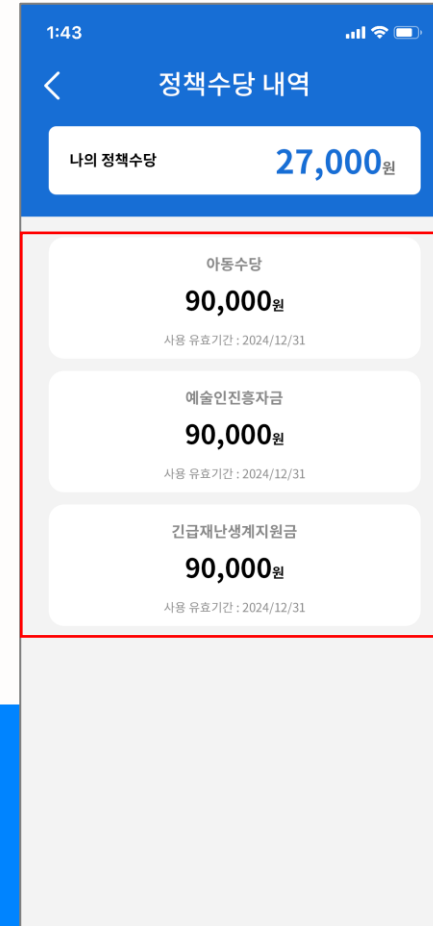 1:43
정책수당 내역
나의 정책수당 27,000원
아동수당
90,000원
사용 유효기간 : 2024/12/31
예술인진흥자금
90,000원
사용 유효기간 : 2024/12/31
긴급재난생계지원금
90,000원
사용 유효기간 : 2024/12/31